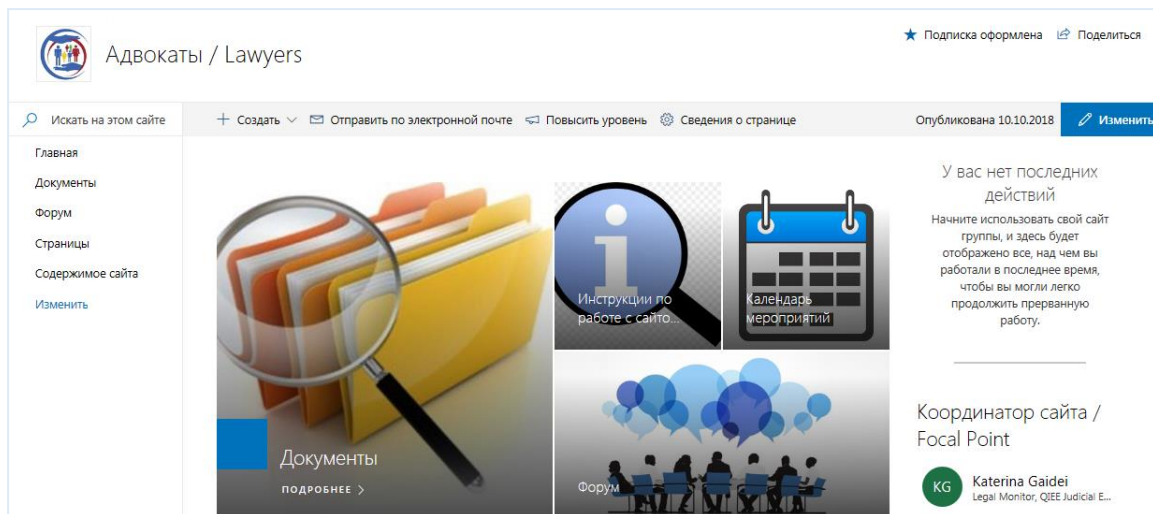 Адвокаты / Lawyers
Подписка оформлена
Поделиться
Искать на этом сайте
Создать
Отправить по электронной почте
Повысить уровень
Сведения о странице
Опубликована 10.10.2018
Изменить
Главная
Документы
Форум
Страницы
Содержимое сайта
Изменить
Документы
ПОДРОБНЕЕ
Инструкции по
работе с сайто...
Календарь
мероприятий
Форум
У вас нет последних
действий
Начните использовать свой сайт
группы, и здесь будет
отображено все, над чем вы
работали в последнее время,
чтобы вы могли легко
продолжить прерванную
работу.
Координатор сайта /
Focal Point
KG
Katerina Gaidei
Legal Monitor, QIEE Judicial E...